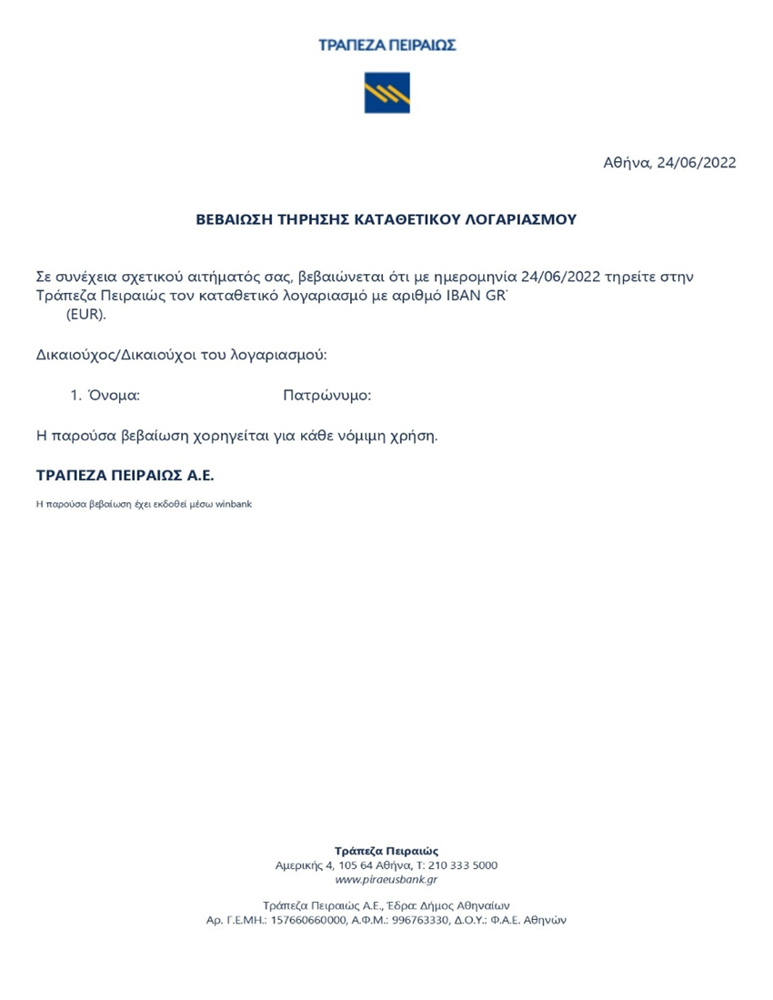 ΤΡΑΠΕΖΑ ΠΕΙΡΑΙΩΣ
Αθήνα, 24/06/2022
ΒΕΒΑΙΩΣΗ ΤΗΡΗΣΗΣ ΚΑΤΑΘΕΤΙΚΟΥ ΛΟΓΑΡΙΑΣΜΟΥ
Σε συνέχεια σχετικού αιτήματός σας, βεβαιώνεται ότι με ημερομηνία 24/06/2022 τηρείτε στην
Τράπεζα Πειραιώς τον καταθετικό λογαριασμό με αριθμό IBAN GR
(EUR).
Δικαιούχος/Δικαιούχοι του λογαριασμού:
1. Όνομα: Πατρώνυμο:
Η παρούσα βεβαίωση χορηγείται για κάθε νόμιμη χρήση.
ΤΡΑΠΕΖΑ ΠΕΙΡΑΙΩΣ Α.Ε.
Η παρούσα βεβαίωση έχει εκδοθεί μέσω winbank
Τράπεζα Πειραιώς
Αμερικής 4, 105 64 Αθήνα, Τ: 210 333 5000
www.piraeusbank.gr
Τράπεζα Πειραιώς Α.Ε., Έδρα: Δήμος Αθηναίων
Αρ. Γ.Ε.ΜΗ.: 157660660000, Α.Φ.Μ.: 996763330, Δ.Ο.Υ.: Φ.Α.Ε. Αθηνών